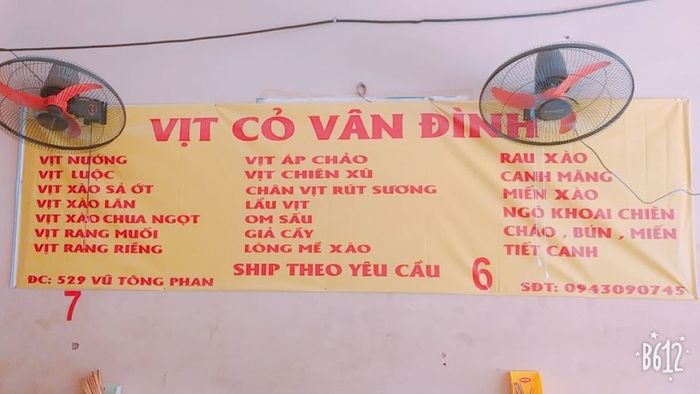 VỊT CỎ VÂN ĐÌNH
VỊT NƯỚNG
VỊT LUỘC
VỊT XÀO SẢ ỚT
VỊT XÀO LĂN
VỊT XÀO CHUA NGỌT
VỊT RANG MUỐI
VỊT RANG RIỀNG
VỊT ÁP CHẢO
VỊT CHIÊN XÙ
CHÂN VỊT RÚT SƯƠNG
LẨU VỊT
OM SẤU
GIẢ CẦY
LÒNG MỀ XÀO
RAU XÀO
CANH MĂNG
MIẾN XÀO
NGÔ KHOAI CHIÊN
CHÁO , BÚN , MIẾN
TIẾT CANH
SHIP THEO YÊU CẦU
6
ĐC: 529 VŨ TÔNG PHAN
SĐT: 0943090745
7
B612